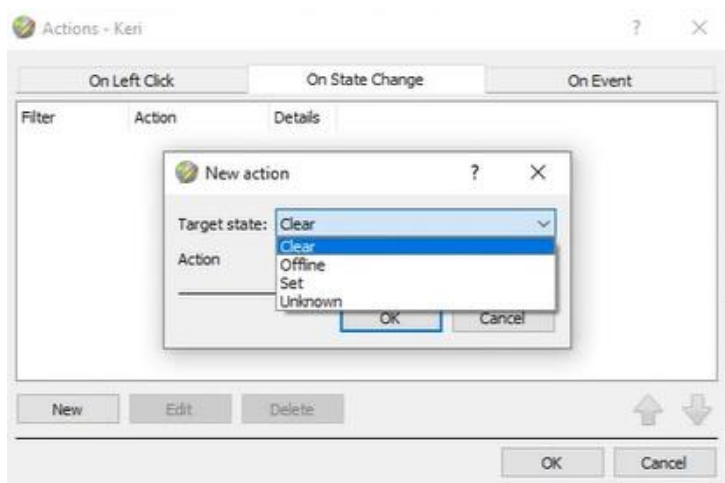 Actions - Keri ? ×
On Left Click On State Change On Event
Filter Action Details
New action ? ×
Target state: Clear
Clear
Action Offline
Set
Unknown
OK Cancel
New Edit Delete
OK Cancel